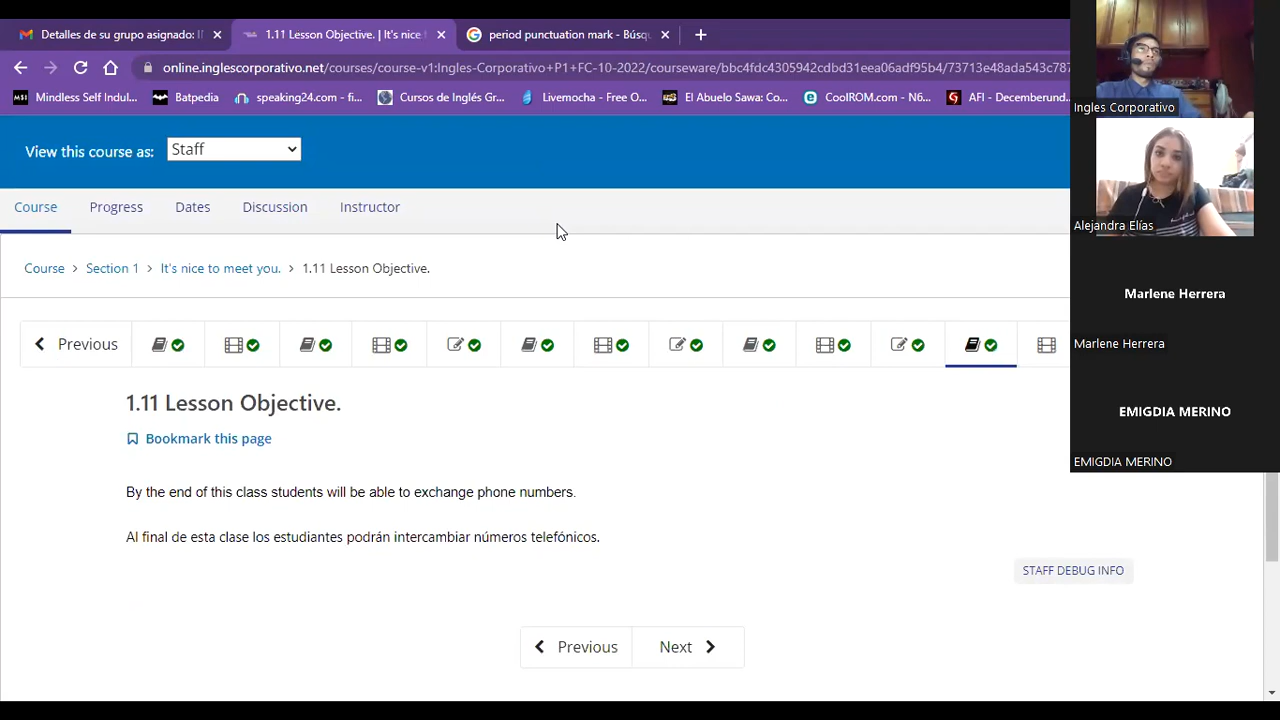 Detalles de su grupo asignado: II
1.11 Lesson Objective. | It's nice t
period punctuation mark - Búsqu
online.inglescorporativo.net/courses/course-v1:Ingles-Corporativo+P1+FC-10-2022/courseware/bbc4fdc4305942cdbd31eea06adf95b4/73713e48ada543c787
Mindless Self Indul...
Batpedia
speaking24.com - fi...
Cursos de Inglés Gr...
Livemocha - Free O...
El Abuelo Sawa: Co...
CoolROM.com - N6...
AFI - Decemberund...
View this course as:
Staff
Course
Progress
Dates
Discussion
Instructor
Course > Section 1 > It's nice to meet you. > 1.11 Lesson Objective.
Previous
1.11 Lesson Objective.
Bookmark this page
By the end of this class students will be able to exchange phone numbers.
Al final de esta clase los estudiantes podrán intercambiar números telefónicos.
STAFF DEBUG INFO
Previous
Next
Ingles Corporativo
Alejandra Elías
Marlene Herrera
Marlene Herrera
EMIGDIA MERINO
EMIGDIA MERINO